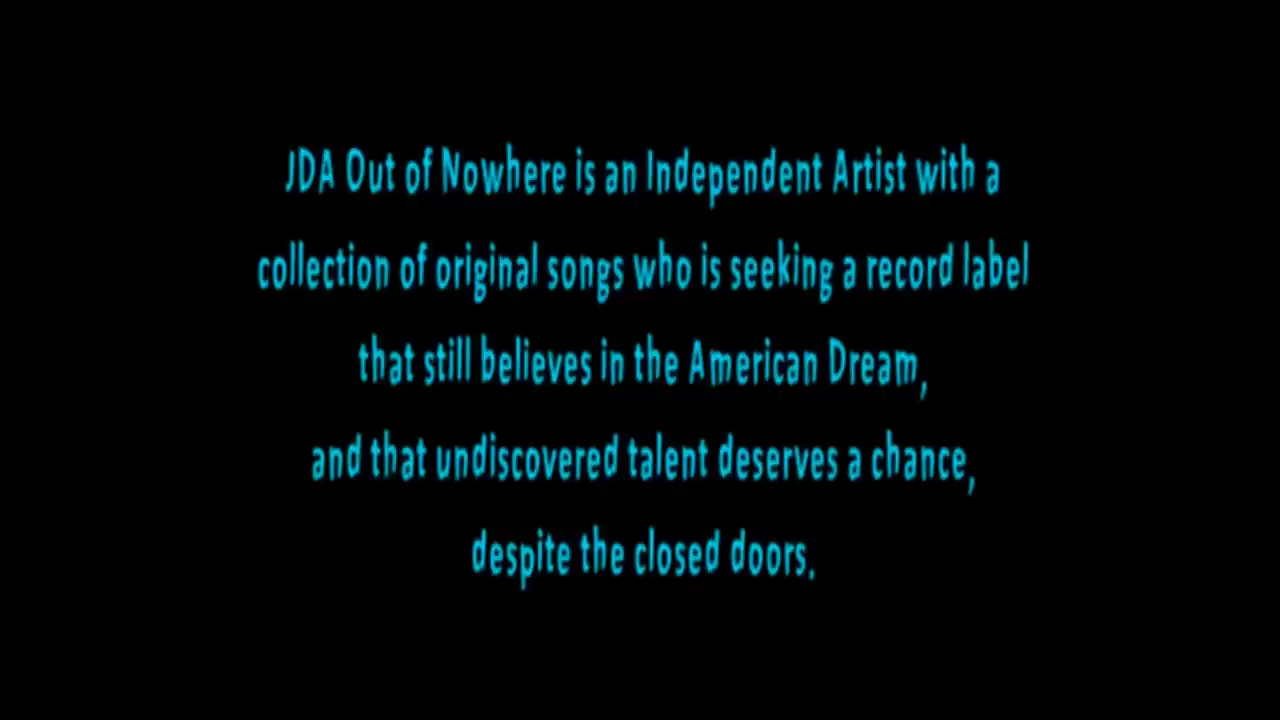 JDA Out of Nowhere is an Independent Artist with a
collection of original songs who is seeking a record label
that still believes in the American Dream,
and that undiscovered talent deserves a chance,
despite the closed doors.